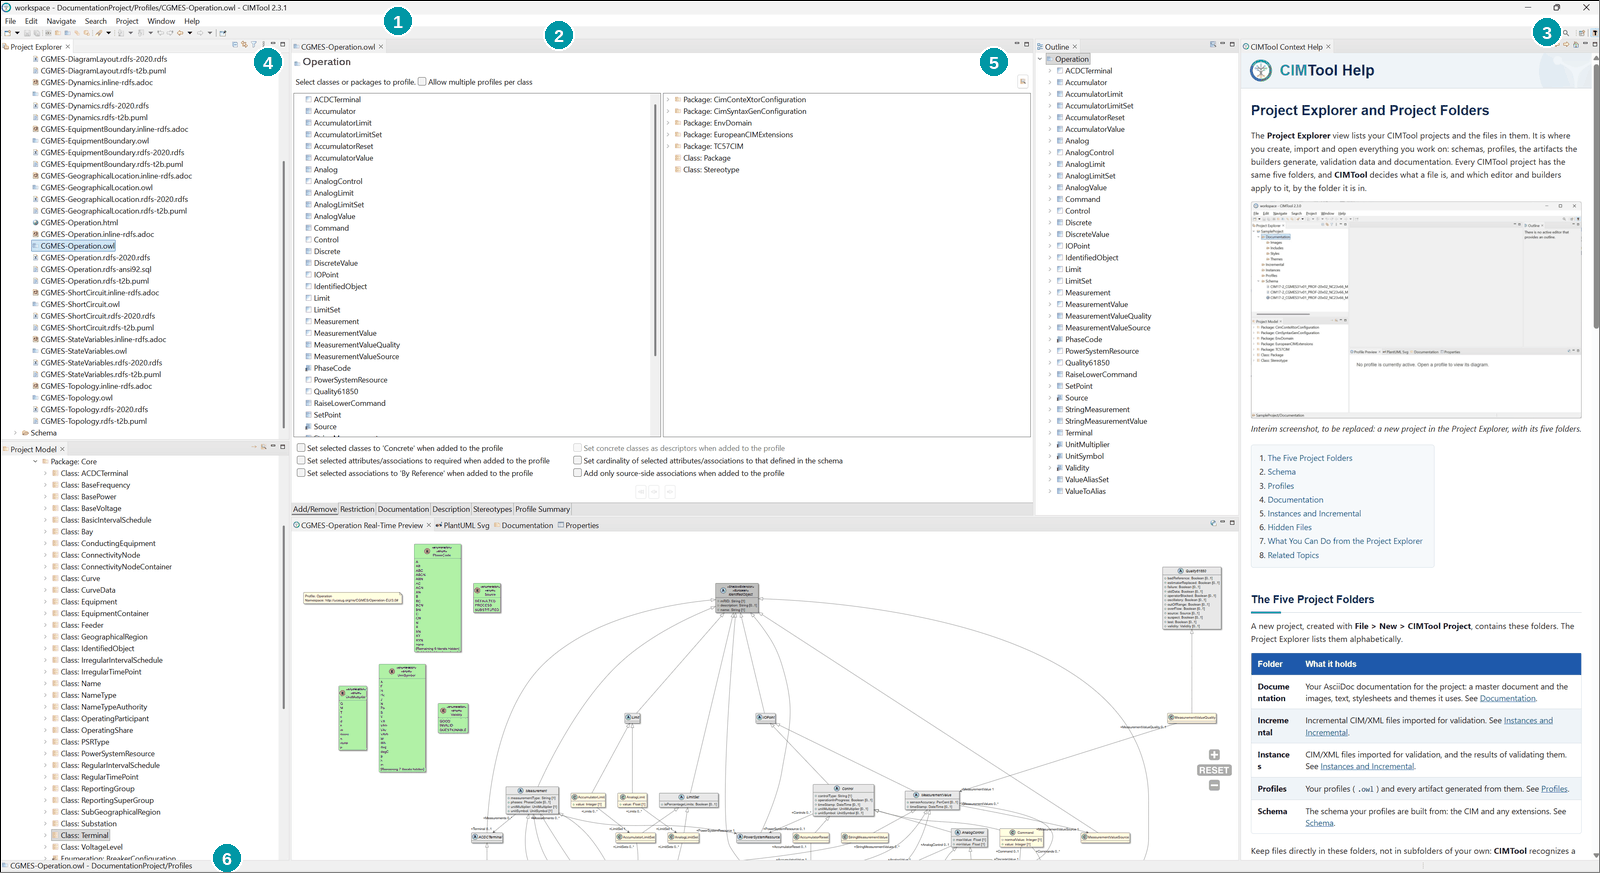 workspace - DocumentationProject/Profiles/CGMES-Operation.owl - CIMTool 2.3.1
File Edit Navigate Search Project Window Help
1
2
3
Project Explorer
4
CGMES-DiagramLayout.rdfs-2020.rdfs
CGMES-DiagramLayout.rdfs-t2b.puml
CGMES-Dynamics.inline-rdfs.adoc
CGMES-Dynamics.owl
CGMES-Dynamics.rdfs-2020.rdfs
CGMES-Dynamics.rdfs-t2b.puml
CGMES-EquipmentBoundary.inline-rdfs.adoc
CGMES-EquipmentBoundary.owl
CGMES-EquipmentBoundary.rdfs-2020.rdfs
CGMES-EquipmentBoundary.rdfs-t2b.puml
CGMES-GeographicalLocation.inline-rdfs.adoc
CGMES-GeographicalLocation.owl
CGMES-GeographicalLocation.rdfs-2020.rdfs
CGMES-GeographicalLocation.rdfs-t2b.puml
CGMES-Operation.html
CGMES-Operation.inline-rdfs.adoc
CGMES-Operation.owl
CGMES-Operation.rdfs-2020.rdfs
CGMES-Operation.rdfs-ansi92.sql
CGMES-Operation.rdfs-t2b.puml
CGMES-ShortCircuit.inline-rdfs.adoc
CGMES-ShortCircuit.owl
CGMES-ShortCircuit.rdfs-2020.rdfs
CGMES-ShortCircuit.rdfs-t2b.puml
CGMES-StateVariables.inline-rdfs.adoc
CGMES-StateVariables.owl
CGMES-StateVariables.rdfs-2020.rdfs
CGMES-StateVariables.rdfs-t2b.puml
CGMES-Topology.inline-rdfs.adoc
CGMES-Topology.owl
CGMES-Topology.rdfs-2020.rdfs
CGMES-Topology.rdfs-t2b.puml
Schema
Project Model
Package: Core
Class: ACDCTerminal
Class: BaseFrequency
Class: BasePower
Class: BaseVoltage
Class: BasicIntervalSchedule
Class: Bay
Class: ConductingEquipment
Class: ConnectivityNode
Class: ConnectivityNodeContainer
Class: Curve
Class: CurveData
Class: Equipment
Class: EquipmentContainer
Class: Feeder
Class: GeographicalRegion
Class: IdentifiedObject
Class: IrregularIntervalSchedule
Class: IrregularTimePoint
Class: Name
Class: NameType
Class: NameTypeAuthority
Class: OperatingParticipant
Class: OperatingShare
Class: PSRType
Class: PowerSystemResource
Class: RegularIntervalSchedule
Class: RegularTimePoint
Class: ReportingGroup
Class: ReportingSuperGroup
Class: SubGeographicalRegion
Class: Substation
Class: Terminal
Class: VoltageLevel
Enumeration: BreakerConfiguration
CGMES-Operation.owl - DocumentationProject/Profiles
6
CGMES-Operation.owl
5
Operation
Select classes or packages to profile. Allow multiple profiles per class
ACDCTerminal
Accumulator
AccumulatorLimit
AccumulatorLimitSet
AccumulatorReset
AccumulatorValue
Analog
AnalogControl
AnalogLimit
AnalogLimitSet
AnalogValue
Command
Control
Discrete
DiscreteValue
IOPoint
IdentifiedObject
Limit
LimitSet
Measurement
MeasurementValue
MeasurementValueQuality
MeasurementValueSource
PhaseCode
PowerSystemResource
Quality61850
RaiseLowerCommand
SetPoint
Source
Package: CimConteXtorConfiguration
Package: CimSyntaxGenConfiguration
Package: EnvDomain
Package: EuropeanCIMExtensions
Package: TC57CIM
Class: Package
Class: Stereotype
Set selected classes to 'Concrete' when added to the profile
Set concrete classes as descriptors when added to the profile
Set selected attributes/associations to required when added to the profile
Set cardinality of selected attributes/associations to that defined in the schema
Set selected associations to 'By Reference' when added to the profile
Add only source-side associations when added to the profile
Add/Remove Restriction Documentation Description Stereotypes Profile Summary
CGMES-Operation Real-Time Preview PlantUML Svg Documentation Properties
RESET
Outline
Operation
ACDCTerminal
Accumulator
AccumulatorLimit
AccumulatorLimitSet
AccumulatorReset
AccumulatorValue
Analog
AnalogControl
AnalogLimit
AnalogLimitSet
AnalogValue
Command
Control
Discrete
DiscreteValue
IOPoint
IdentifiedObject
Limit
LimitSet
Measurement
MeasurementValue
MeasurementValueQuality
MeasurementValueSource
PhaseCode
PowerSystemResource
Quality61850
RaiseLowerCommand
SetPoint
Source
StringMeasurement
StringMeasurementValue
Terminal
UnitMultiplier
UnitSymbol
Validity
ValueAliasSet
ValueToAlias
CIMTool Context Help
CIMTool Help
Project Explorer and Project Folders
The Project Explorer view lists your CIMTool projects and the files in them. It is where
you create, import and open everything you work on: schemas, profiles, the artifacts
the builders generate, validation data and documentation. Every CIMTool project has the
same five folders, and CIMTool decides what a file is, and which editor and builders
apply to it, by the folder it is in.
No profile is currently active. Open a profile to view its diagram.
Interim screenshot, to be replaced: a new project in the Project Explorer, with its five folders.
1. The Five Project Folders
2. Schema
3. Profiles
4. Documentation
5. Instances and Incremental
6. Hidden Files
7. What You Can Do from the Project Explorer
8. Related Topics
The Five Project Folders
A new project, created with File > New > CIMTool Project, contains these folders. The
Project Explorer lists them alphabetically.
Folder What it holds
Docume
ntation
Your AsciiDoc documentation for the project: a master document and the
images, text, stylesheets and themes it uses. See Documentation.
Increme
ntal
Incremental CIM/XML files imported for validation. See Instances and
Incremental.
Instance
s
CIM/XML files imported for validation, and the results of validating them.
See Instances and Incremental.
Profiles
Your profiles (.owl) and every artifact generated from them. See Profiles.
Schema
The schema your profiles are built from: the CIM and any extensions. See
Schema.
Keep files directly in these folders, not in subfolders of your own: CIMTool recognizes a